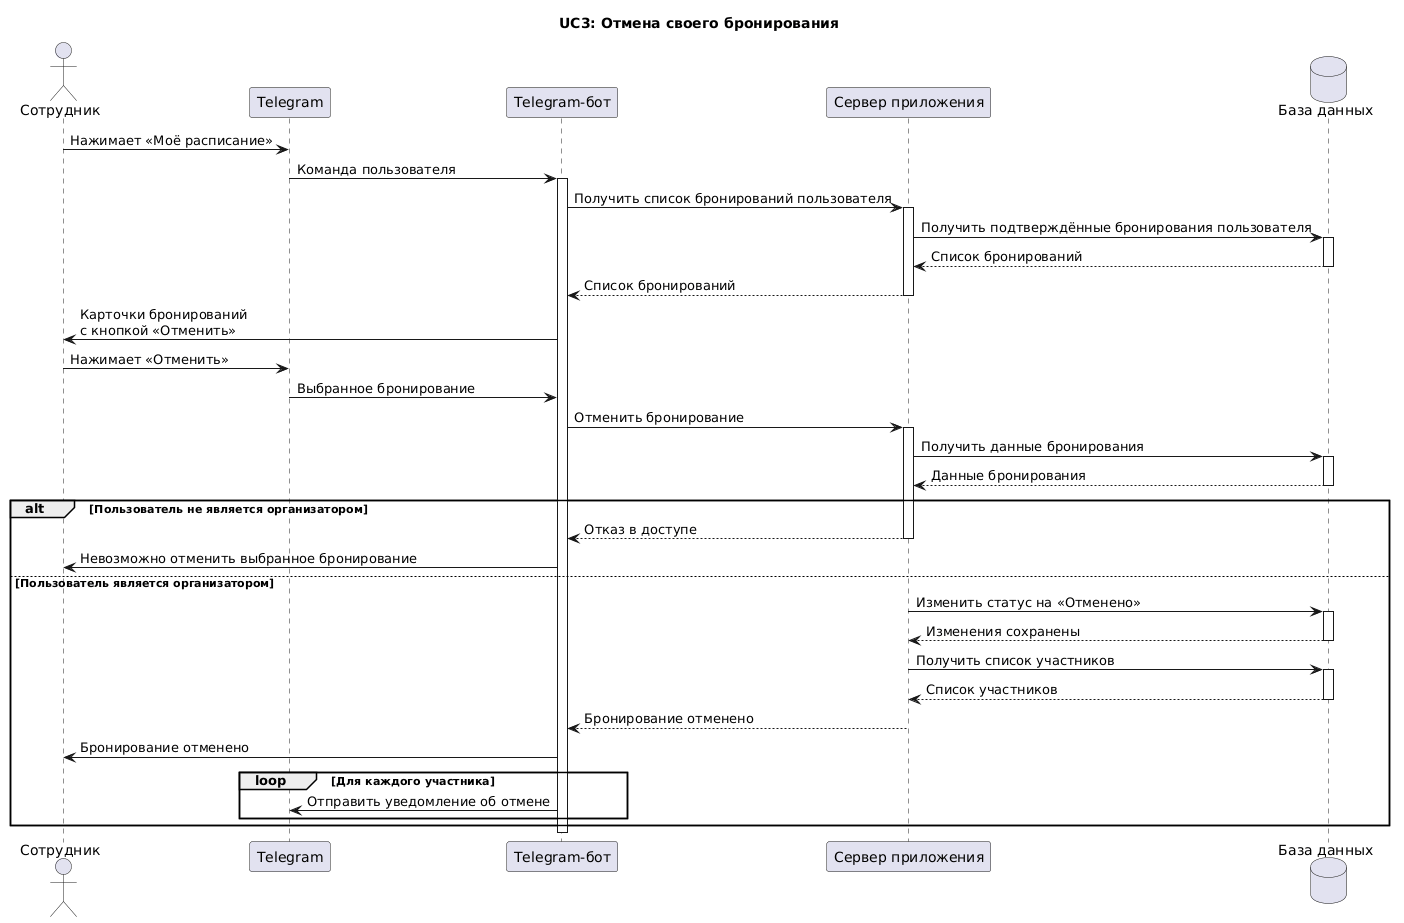 UC3: Отмена своего бронирования
Сотрудник
Telegram
Telegram-бот
Сервер приложения
База данных
Нажимает «Моё расписание»
Команда пользователя
Получить список бронирований пользователя
Получить подтверждённые бронирования пользователя
Список бронирований
Список бронирований
Карточки бронирований
с кнопкой «Отменить»
Нажимает «Отменить»
Выбранное бронирование
Отменить бронирование
Получить данные бронирования
Данные бронирования
alt [Пользователь не является организатором]
Отказ в доступе
Невозможно отменить выбранное бронирование
[Пользователь является организатором]
Изменить статус на «Отменено»
Изменения сохранены
Получить список участников
Список участников
Бронирование отменено
Бронирование отменено
loop [Для каждого участника]
Отправить уведомление об отмене
Сотрудник
Telegram
Telegram-бот
Сервер приложения
База данных